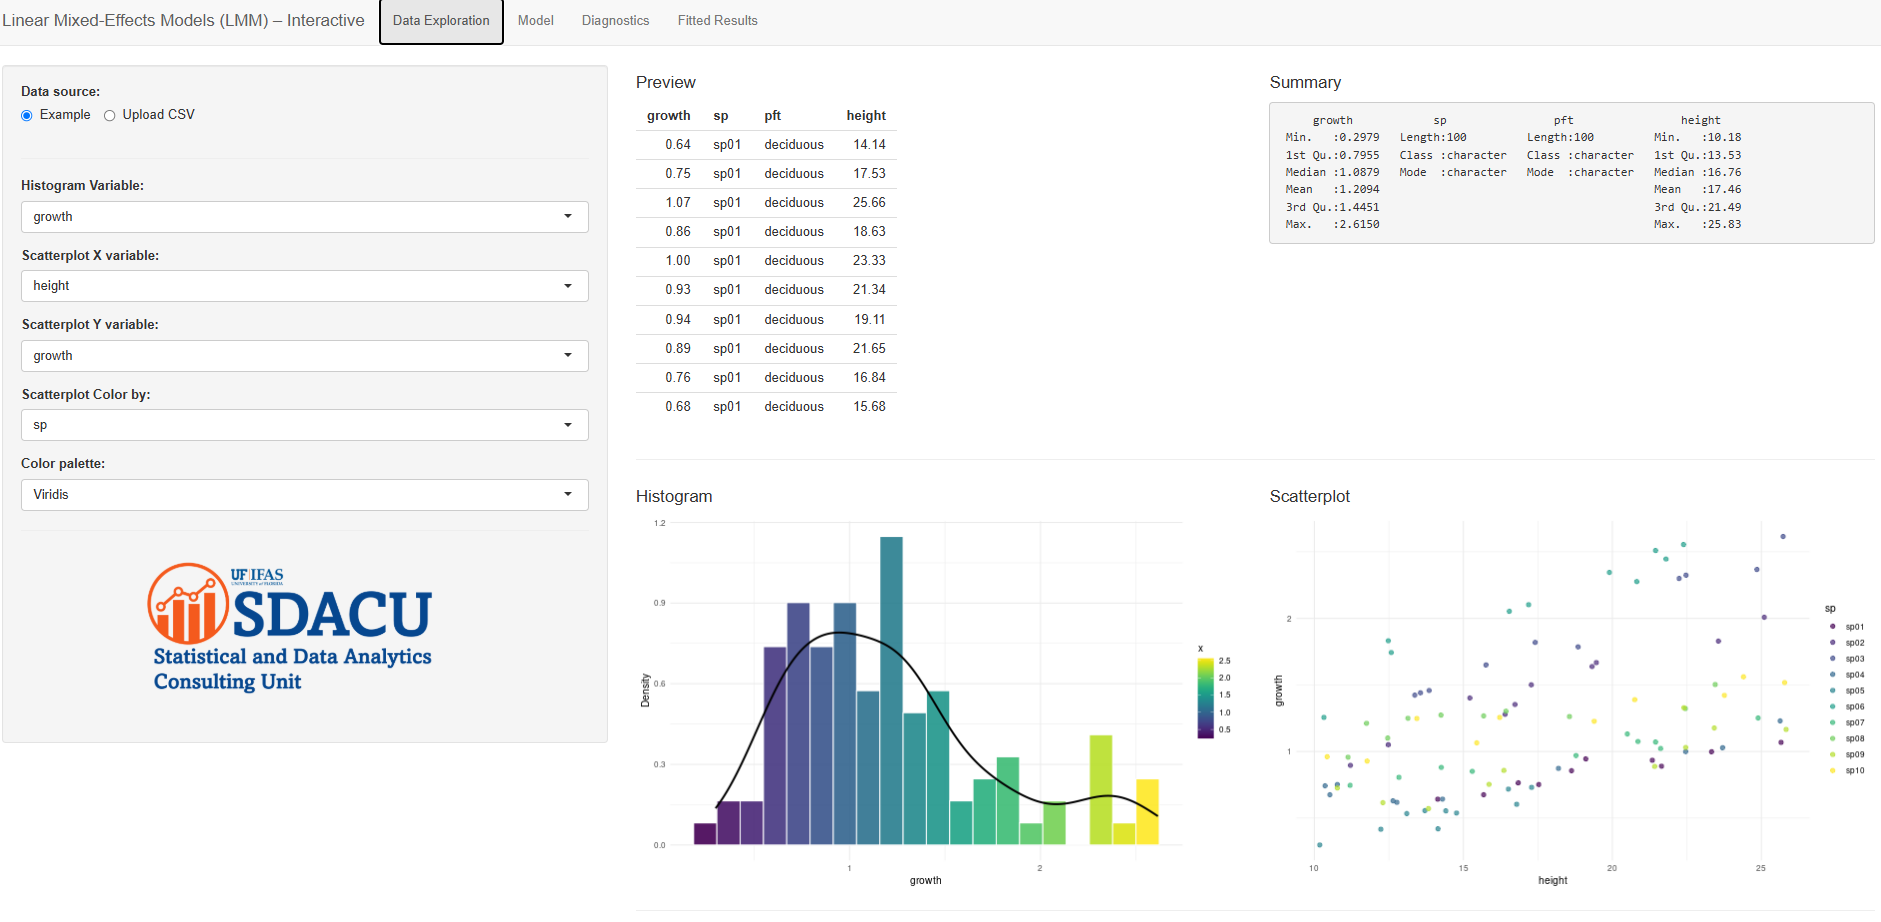 Linear Mixed-Effects Models (LMM) – Interactive Data Exploration Model Diagnostics Fitted Results
Data source:
Example Upload CSV
Histogram Variable:
growth
Scatterplot X variable:
height
Scatterplot Y variable:
growth
Scatterplot Color by:
sp
Color palette:
Viridis
UF|IFAS
UNIVERSITY of FLORIDA
SDACU
Statistical and Data Analytics
Consulting Unit
Preview
growth sp pft height
0.64 sp01 deciduous 14.14
0.75 sp01 deciduous 17.53
1.07 sp01 deciduous 25.66
0.86 sp01 deciduous 18.63
1.00 sp01 deciduous 23.33
0.93 sp01 deciduous 21.34
0.94 sp01 deciduous 19.11
0.89 sp01 deciduous 21.65
0.76 sp01 deciduous 16.84
0.68 sp01 deciduous 15.68
Summary
growth sp pft height
Min. :0.2979 Length:100 Length:100 Min. :10.18
1st Qu.:0.7955 Class :character Class :character 1st Qu.:13.53
Median :1.0879 Mode :character Mode :character Median :16.76
Mean :1.2094 Mean :17.46
3rd Qu.:1.4451 3rd Qu.:21.49
Max. :2.6150 Max. :25.83
Histogram
1.2
0.9
0.6
0.3
0.0
Density
1 2
growth
x
2.5
2.0
1.5
1.0
0.5
Scatterplot
2
1
growth
10 15 20 25
height
sp
sp01
sp02
sp03
sp04
sp05
sp06
sp07
sp08
sp09
sp10